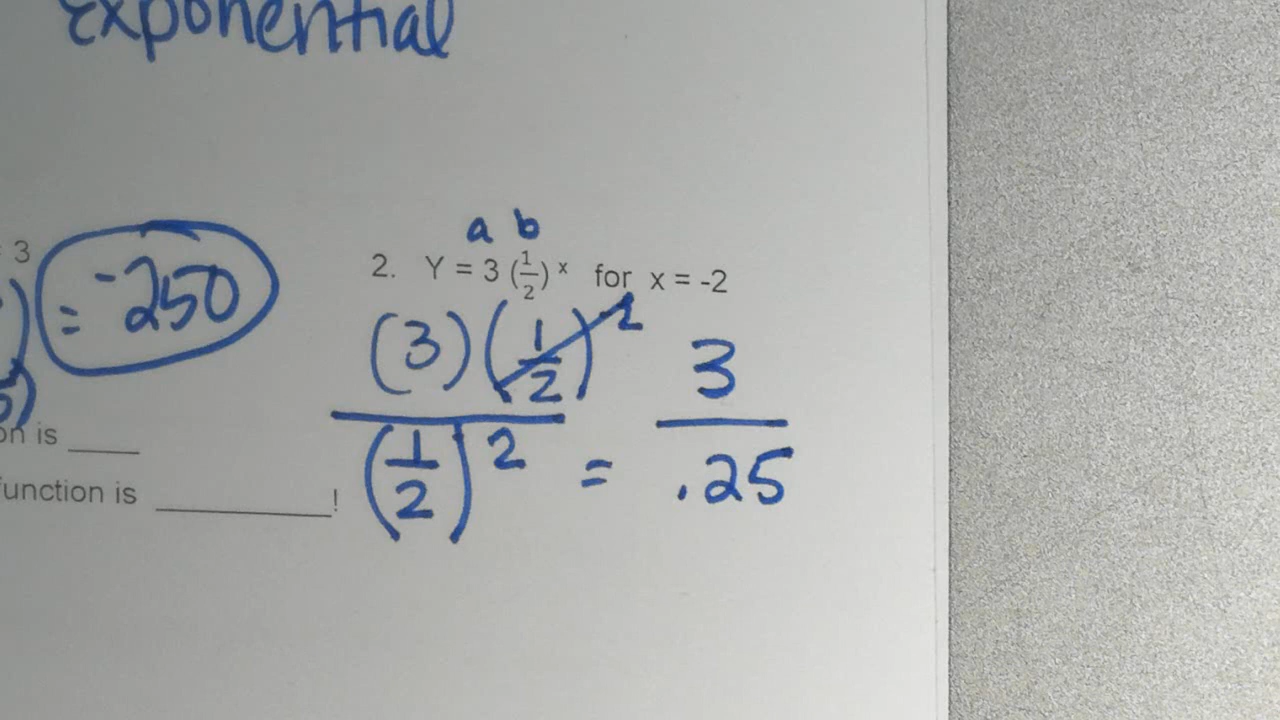 exponential
a b
= 3
= -250
2. Y = 3 (1/2)^x for x = -2
(3)(1/2)^-2
(1/2)^2 = 3/.25
on is ____
function is ________!